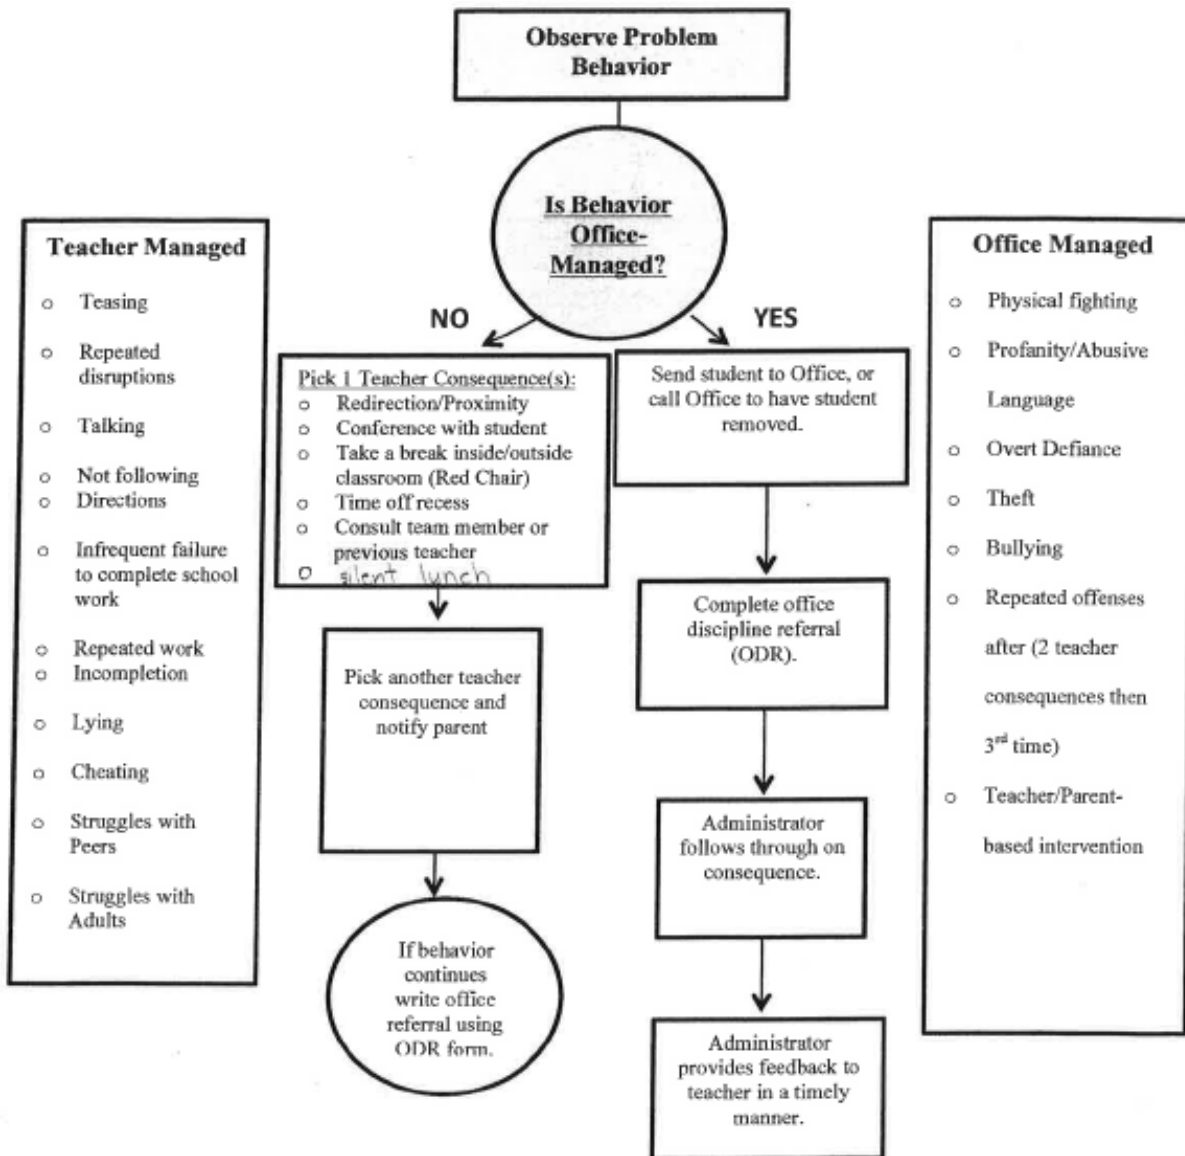 Observe Problem
Behavior
Is Behavior
Office-
Managed?
NO
YES
Teacher Managed
o Teasing
o Repeated
disruptions
o Talking
o Not following
o Directions
o Infrequent failure
to complete school
work
o Repeated work
o Incompletion
o Lying
o Cheating
o Struggles with
Peers
o Struggles with
Adults
Pick 1 Teacher Consequence(s):
o Redirection/Proximity
o Conference with student
o Take a break inside/outside
classroom (Red Chair)
o Time off recess
o Consult team member or
previous teacher
o silent lunch
Pick another teacher
consequence and
notify parent
If behavior
continues
write office
referral using
ODR form.
Send student to Office, or
call Office to have student
removed.
Complete office
discipline referral
(ODR).
Administrator
follows through on
consequence.
Administrator
provides feedback to
teacher in a timely
manner.
Office Managed
o Physical fighting
o Profanity/Abusive
Language
o Overt Defiance
o Theft
o Bullying
o Repeated offenses
after (2 teacher
consequences then
3rd time)
o Teacher/Parent-
based intervention